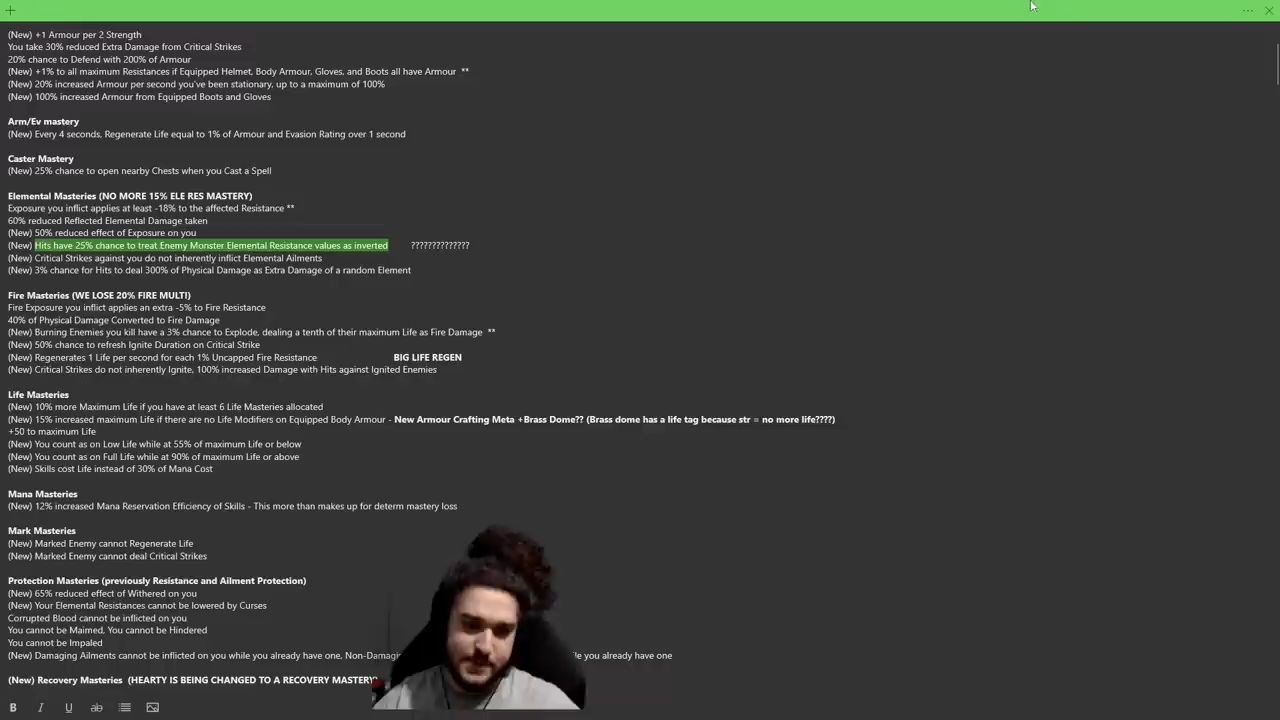 (New) +1 Armour per 2 Strength
You take 30% reduced Extra Damage from Critical Strikes
20% chance to Defend with 200% of Armour
(New) +1% to all maximum Resistances if Equipped Helmet, Body Armour, Gloves, and Boots all have Armour **
(New) 20% increased Armour per second you've been stationary, up to a maximum of 100%
(New) 100% increased Armour from Equipped Boots and Gloves
Arm/Ev mastery
(New) Every 4 seconds, Regenerate Life equal to 1% of Armour and Evasion Rating over 1 second
Caster Mastery
(New) 25% chance to open nearby Chests when you Cast a Spell
Elemental Masteries (NO MORE 15% ELE RES MASTERY)
Exposure you inflict applies at least -18% to the affected Resistance **
60% reduced Reflected Elemental Damage taken
(New) 50% reduced effect of Exposure on you
(New) Hits have 25% chance to treat Enemy Monster Elemental Resistance values as inverted ??????????????
(New) Critical Strikes against you do not inherently inflict Elemental Ailments
(New) 3% chance for Hits to deal 300% of Physical Damage as Extra Damage of a random Element
Fire Masteries (WE LOSE 20% FIRE MULTI)
Fire Exposure you inflict applies an extra -5% to Fire Resistance
40% of Physical Damage Converted to Fire Damage
(New) Burning Enemies you kill have a 3% chance to Explode, dealing a tenth of their maximum Life as Fire Damage **
(New) 50% chance to refresh Ignite Duration on Critical Strike
(New) Regenerates 1 Life per second for each 1% Uncapped Fire Resistance BIG LIFE REGEN
(New) Critical Strikes do not inherently Ignite, 100% increased Damage with Hits against Ignited Enemies
Life Masteries
(New) 10% more Maximum Life if you have at least 6 Life Masteries allocated
(New) 15% increased maximum Life if there are no Life Modifiers on Equipped Body Armour - New Armour Crafting Meta +Brass Dome?? (Brass dome has a life tag because str = no more life????)
+50 to maximum Life
(New) You count as on Low Life while at 55% of maximum Life or below
(New) You count as on Full Life while at 90% of maximum Life or above
(New) Skills cost Life instead of 30% of Mana Cost
Mana Masteries
(New) 12% increased Mana Reservation Efficiency of Skills - This more than makes up for determ mastery loss
Mark Masteries
(New) Marked Enemy cannot Regenerate Life
(New) Marked Enemy cannot deal Critical Strikes
Protection Masteries (previously Resistance and Ailment Protection)
(New) 65% reduced effect of Withered on you
(New) Your Elemental Resistances cannot be lowered by Curses
Corrupted Blood cannot be inflicted on you
You cannot be Maimed, You cannot be Hindered
You cannot be Impaled
(New) Damaging Ailments cannot be inflicted on you while you already have one, Non-Damagi le you already have one
(New) Recovery Masteries (HEARTY IS BEING CHANGED TO A RECOVERY MASTERY)
B I U ab